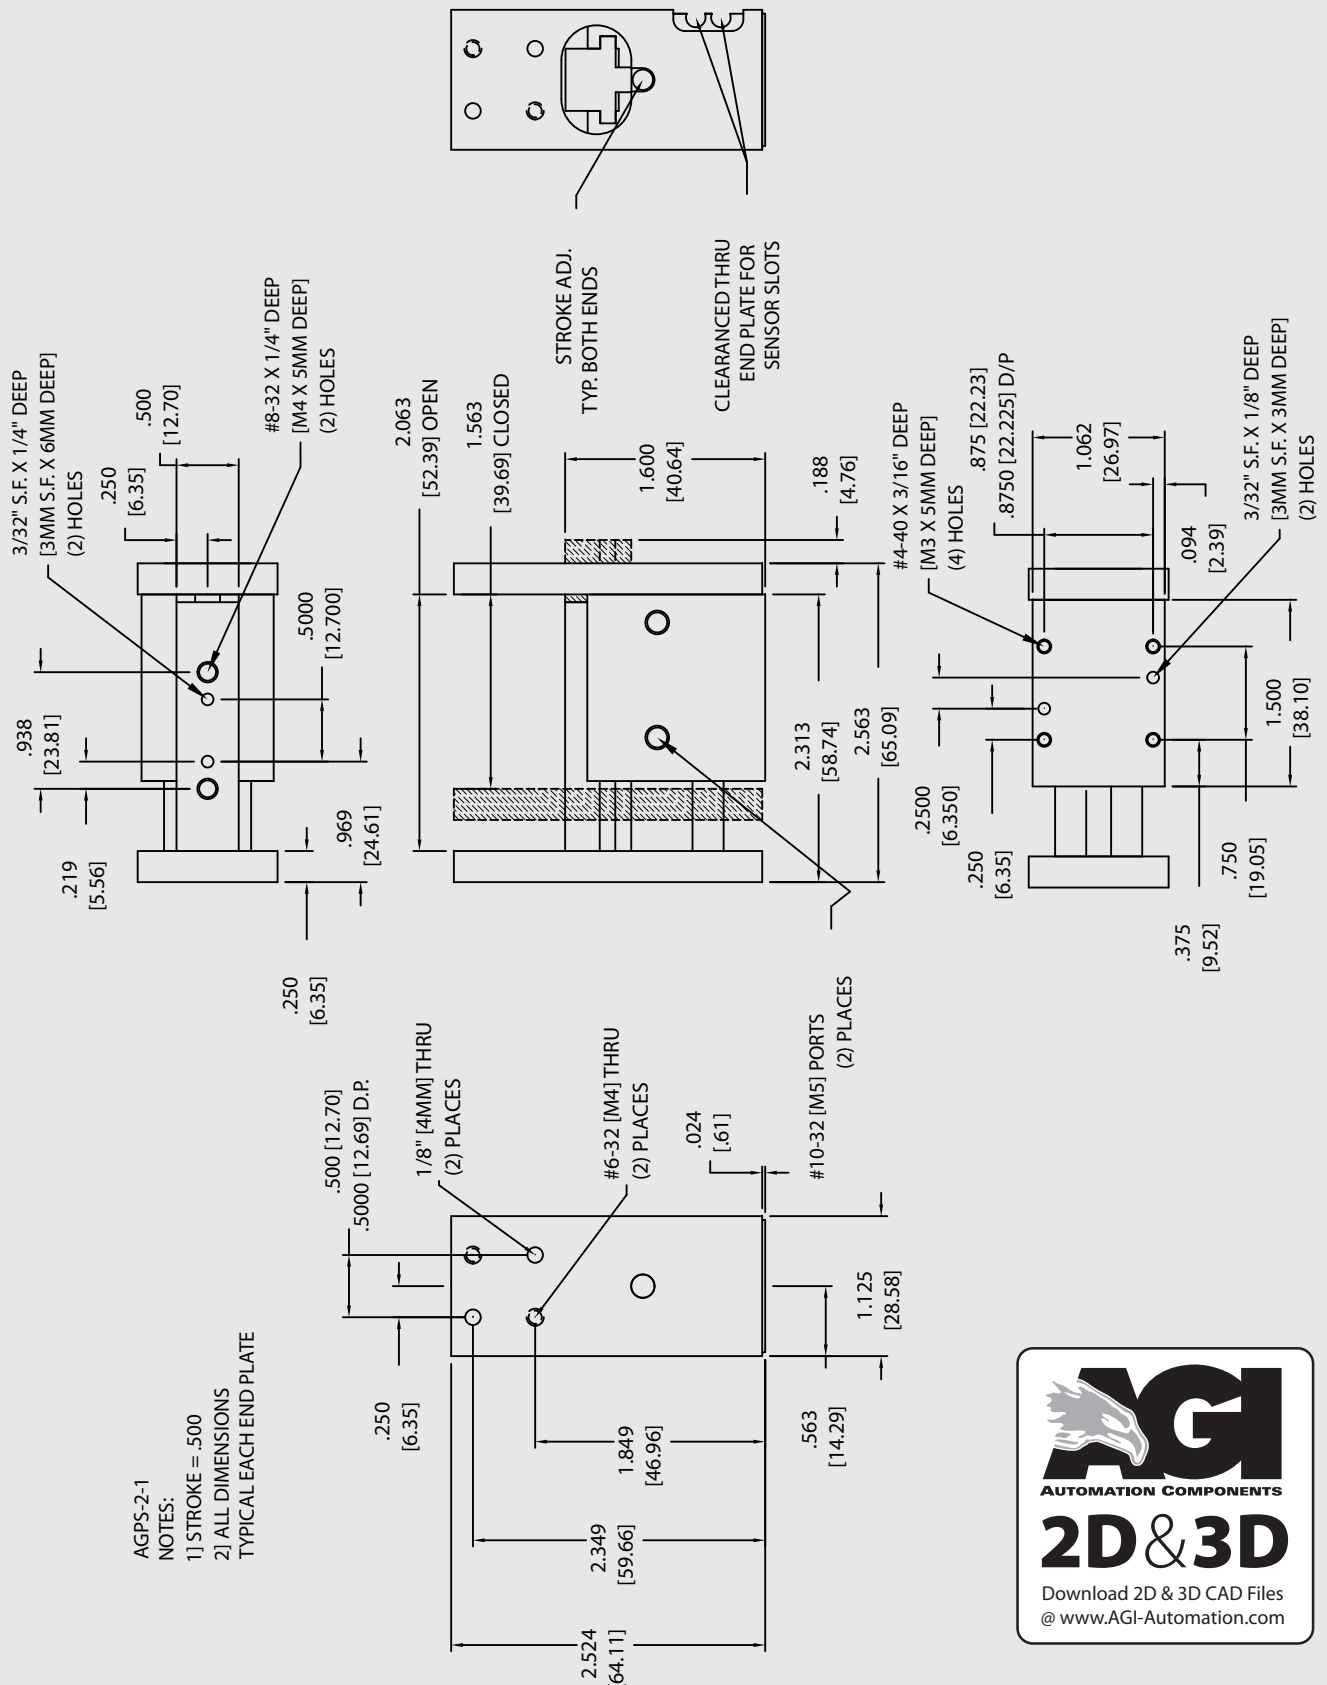 AGPS-2-1
NOTES:
1] STROKE = .500
2] ALL DIMENSIONS
TYPICAL EACH END PLATE
2.524
2.349
[59.66]
1.849
[46.96]
.250
[6.35]
.500 [12.70]
.5000 [12.69] D.P.
1/8" [4MM] THRU
(2) PLACES
#6-32 [M4] THRU
(2) PLACES
.024
[.61]
.563
[14.29]
1.125
[28.58]
#10-32 [M5] PORTS
(2) PLACES
.250
[6.35]
.219
[5.56]
.969
[24.61]
.938
[23.81]
.5000
[12.700]
3/32" S.F. X 1/4" DEEP
[3MM S.F. X 6MM DEEP]
(2) HOLES
.250
[6.35]
.500
[12.70]
#8-32 X 1/4" DEEP
[M4 X 5MM DEEP]
(2) HOLES
2.063
[52.39] OPEN
1.563
[39.69] CLOSED
1.600
[40.64]
.188
[4.76]
2.313
[58.74]
2.563
[65.09]
STROKE ADJ.
TYP. BOTH ENDS
CLEARANCED THRU
END PLATE FOR
SENSOR SLOTS
#4-40 X 3/16" DEEP
[M3 X 5MM DEEP]
(4) HOLES
.875 [22.23]
.8750 [22.225] D/P
1.062
[26.97]
.094
[2.39]
3/32" S.F. X 1/8" DEEP
[3MM S.F. X 3MM DEEP]
(2) HOLES
.2500
[6.350]
.250
[6.35]
.375
[9.52]
.750
[19.05]
1.500
[38.10]
AGI
AUTOMATION COMPONENTS
2D&3D
Download 2D & 3D CAD Files
@ www.AGI-Automation.com